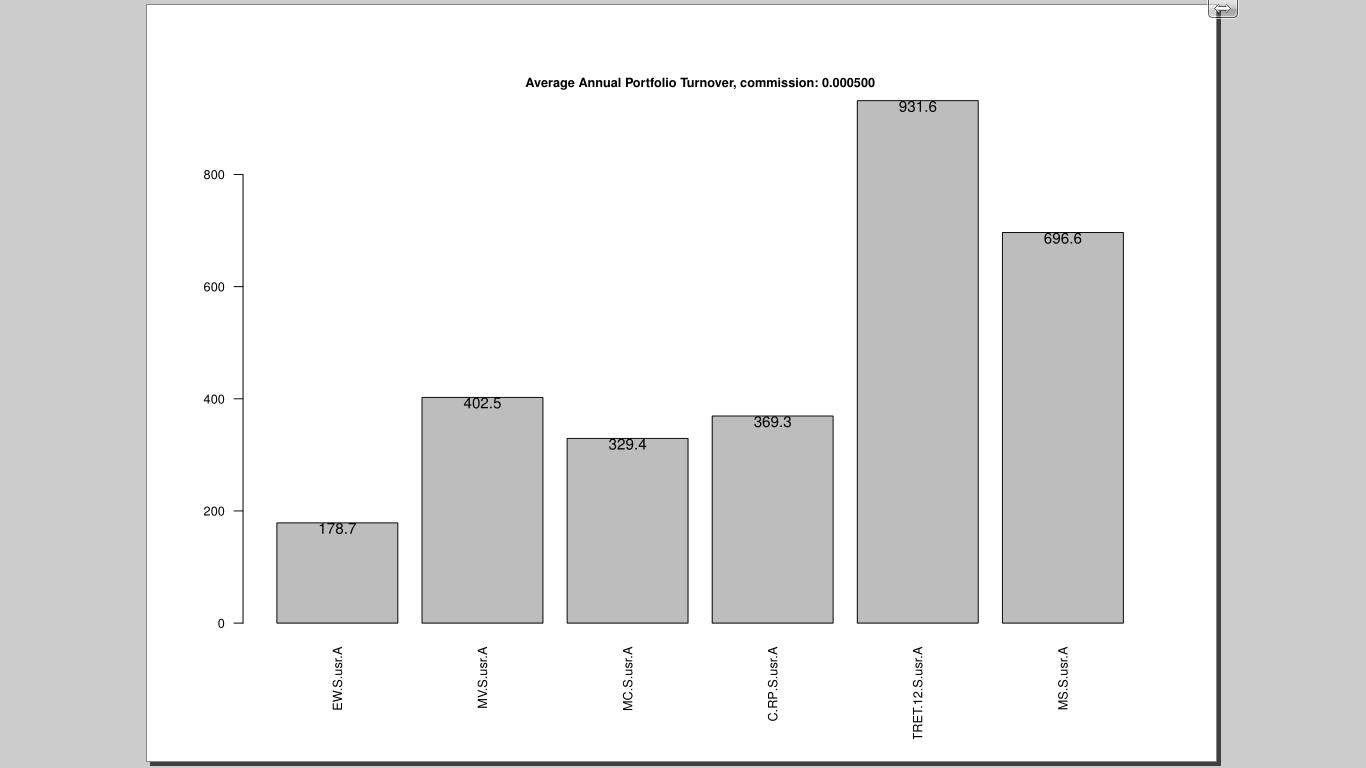 Average Annual Portfolio Turnover, commission: 0.000500
931.6
800
696.6
600
400
402.5
369.3
329.4
200
178.7
0
EW.S.usr.A
MV.S.usr.A
MC.S.usr.A
C.RP.S.usr.A
TRET.12.S.usr.A
MS.S.usr.A